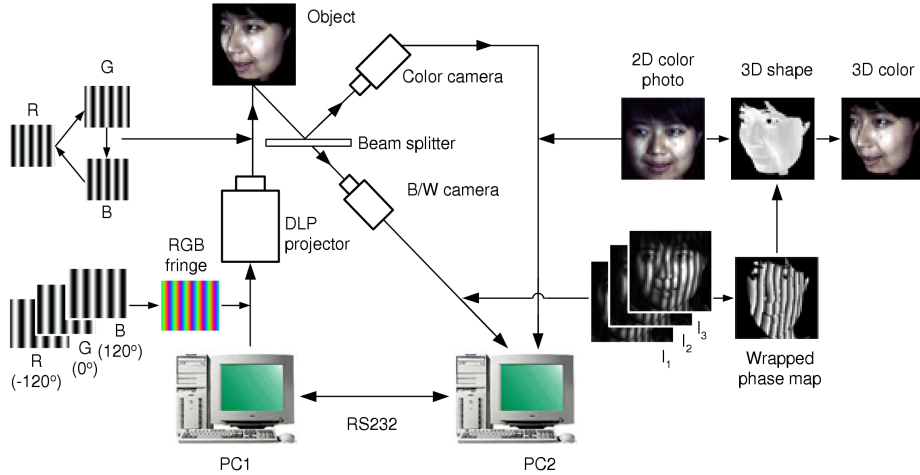 Object
G
R
B
Color camera
Beam splitter
B/W camera
DLP
projector
RGB
fringe
R
(-120°)
G
(0°)
B
(120°)
PC1
RS232
PC2
2D color
photo
3D shape
3D color
I1
I2
I3
Wrapped
phase map